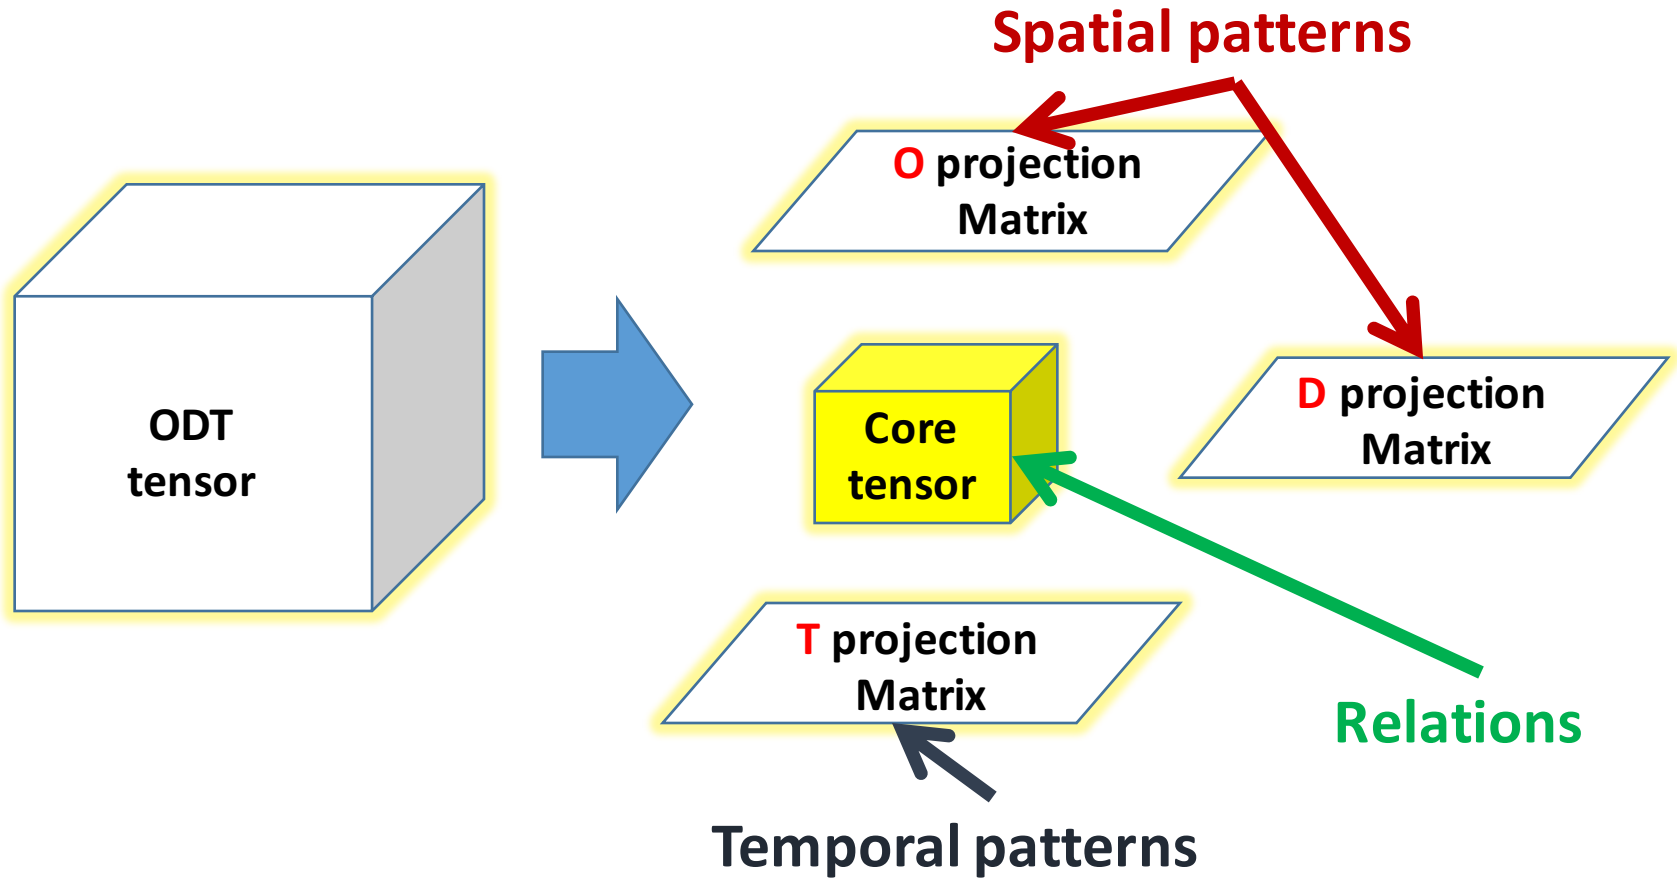 Spatial patterns
O projection
Matrix
ODT
tensor
Core
tensor
D projection
Matrix
T projection
Matrix
Relations
Temporal patterns